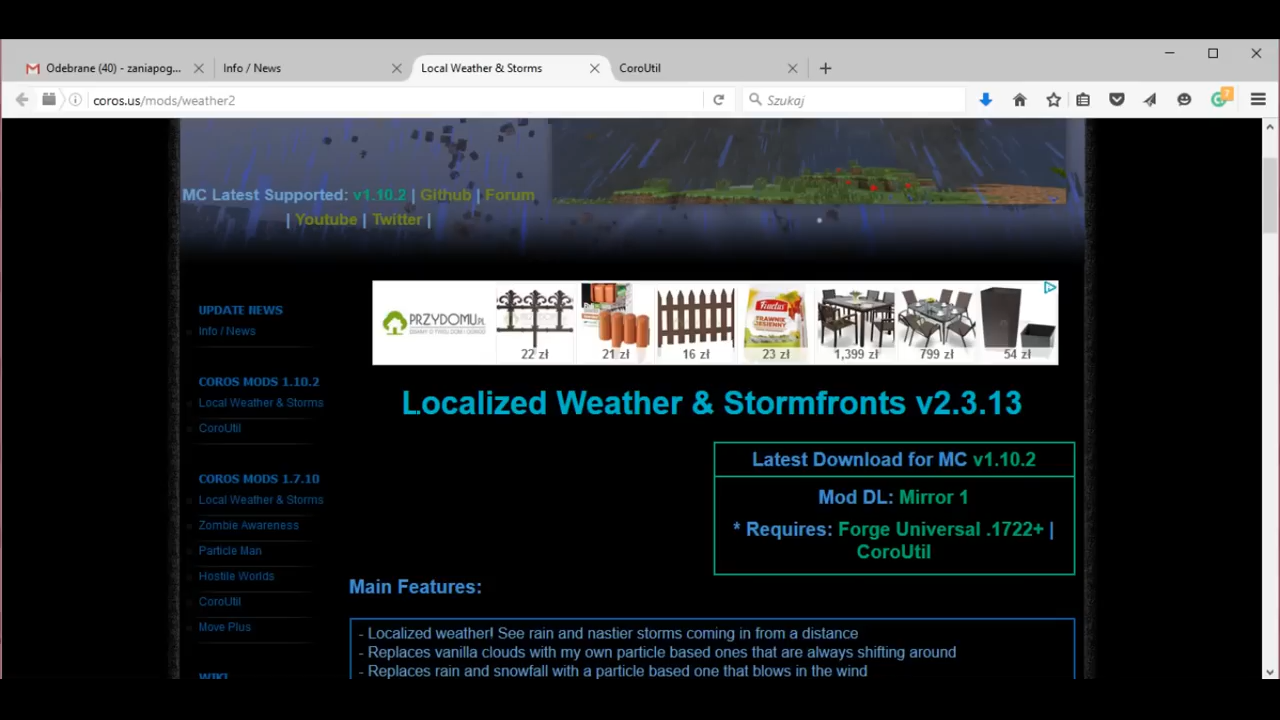 Odebrane (40) - zaniapog...
Info / News
Local Weather & Storms
CoroUtil
coros.us/mods/weather2
Szukaj
7
MC Latest Supported: v1.10.2 | Github | Forum
| Youtube | Twitter |
PRZYDOMU.PL
22 zł
21 zł
16 zł
23 zł
1,399 zł
799 zł
54 zł
UPDATE NEWS
Info / News
COROS MODS 1.10.2
Local Weather & Storms
CoroUtil
COROS MODS 1.7.10
Local Weather & Storms
Zombie Awareness
Particle Man
Hostile Worlds
CoroUtil
Move Plus
WIKI
Localized Weather & Stormfronts v2.3.13
Latest Download for MC v1.10.2
Mod DL: Mirror 1
* Requires: Forge Universal .1722+ |
CoroUtil
Main Features:
- Localized weather! See rain and nastier storms coming in from a distance
- Replaces vanilla clouds with my own particle based ones that are always shifting around
- Replaces rain and snowfall with a particle based one that blows in the wind